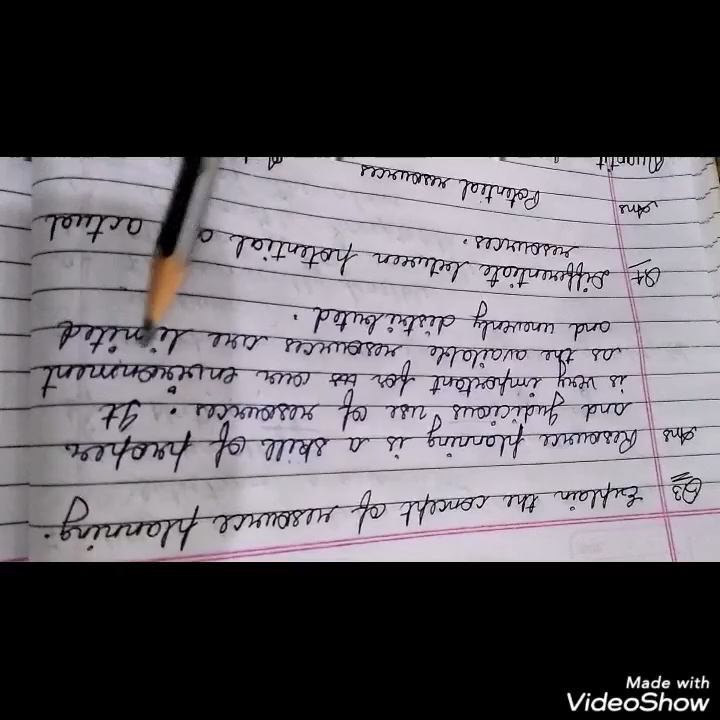 Q3 Explain the concept of resource planning.
Ans Resource planning is a skill of proper
and judicious use of resources. It
is very important for our environment
as the available resources are limited
and unevenly distributed.
Q4 Differentiate between potential actual
resources.
Ans Potential resources
Quantit
Made with
VideoShow